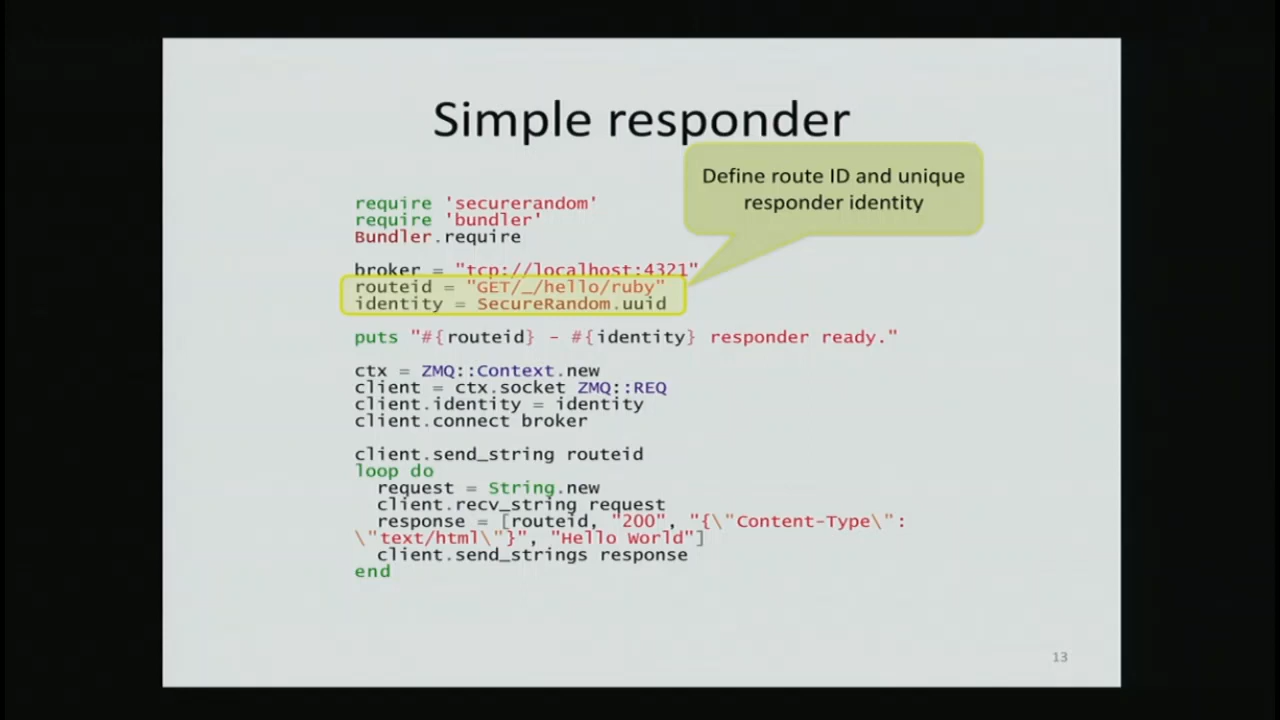 Simple responder
Define route ID and unique
responder identity
require 'securerandom'
require 'bundler'
Bundler.require
broker = "tcp://localhost:4321"
routeid = "GET/_/hello/ruby"
identity = SecureRandom.uuid
puts "#{routeid} - #{identity} responder ready."
ctx = ZMQ::Context.new
client = ctx.socket ZMQ::REQ
client.identity = identity
client.connect broker
client.send_string routeid
loop do
  request = String.new
  client.recv_string request
  response = [routeid, "200", "{\"Content-Type\":
\"text/html\"}", "Hello World"]
  client.send_strings response
end
13